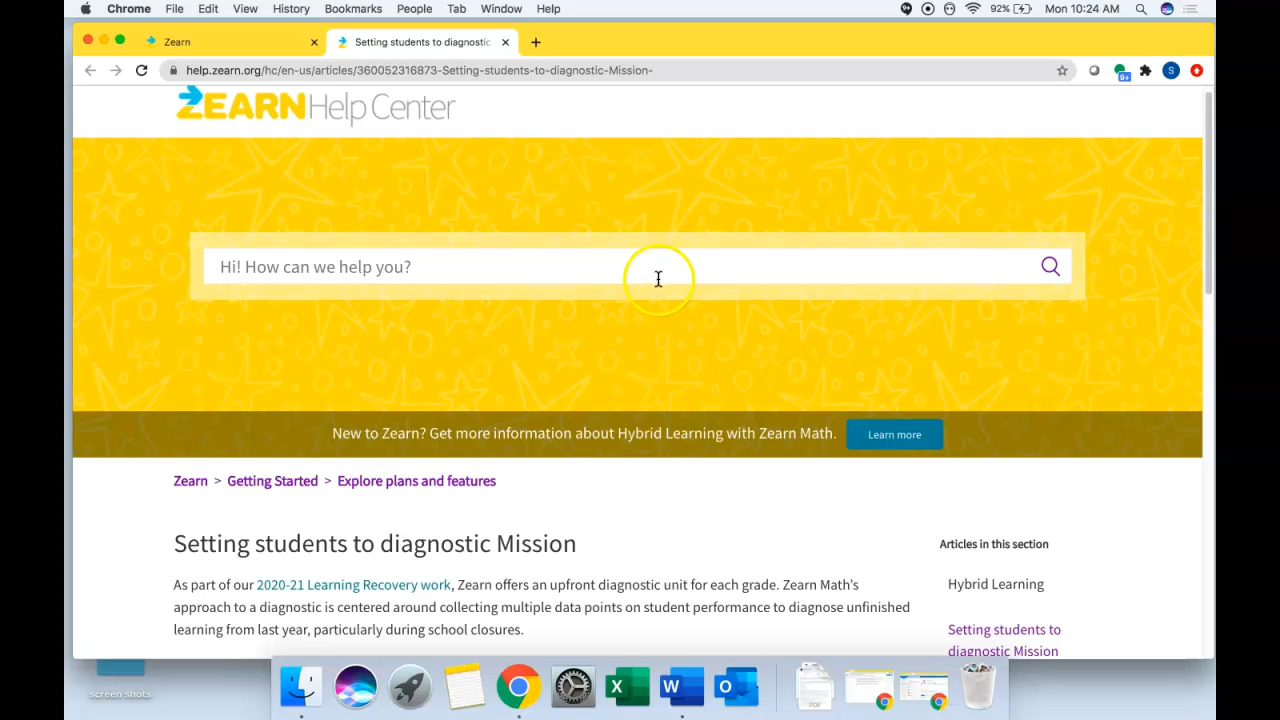 Chrome File Edit View History Bookmarks People Tab Window Help 92% Mon 10:24 AM
Zearn Setting students to diagnostic
help.zearn.org/hc/en-us/articles/360052316873-Setting-students-to-diagnostic-Mission-
9+ S
ZEARN Help Center
Hi! How can we help you?
New to Zearn? Get more information about Hybrid Learning with Zearn Math. Learn more
Zearn > Getting Started > Explore plans and features
Setting students to diagnostic Mission
As part of our 2020-21 Learning Recovery work, Zearn offers an upfront diagnostic unit for each grade. Zearn Math's
approach to a diagnostic is centered around collecting multiple data points on student performance to diagnose unfinished
learning from last year, particularly during school closures.
Articles in this section
Hybrid Learning
Setting students to
diagnostic Mission
screen shots
X W O
PDF